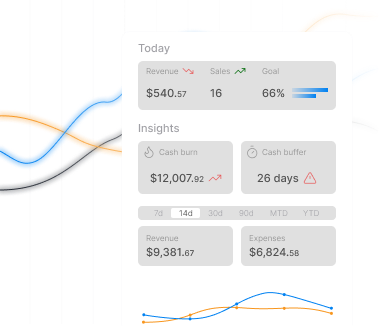 Today
Revenue Sales Goal
$540.57 16 66%
Insights
Cash burn Cash buffer
$12,007.92 26 days
7d 14d 30d 90d MTD YTD
Revenue Expenses
$9,381.67 $6,824.58